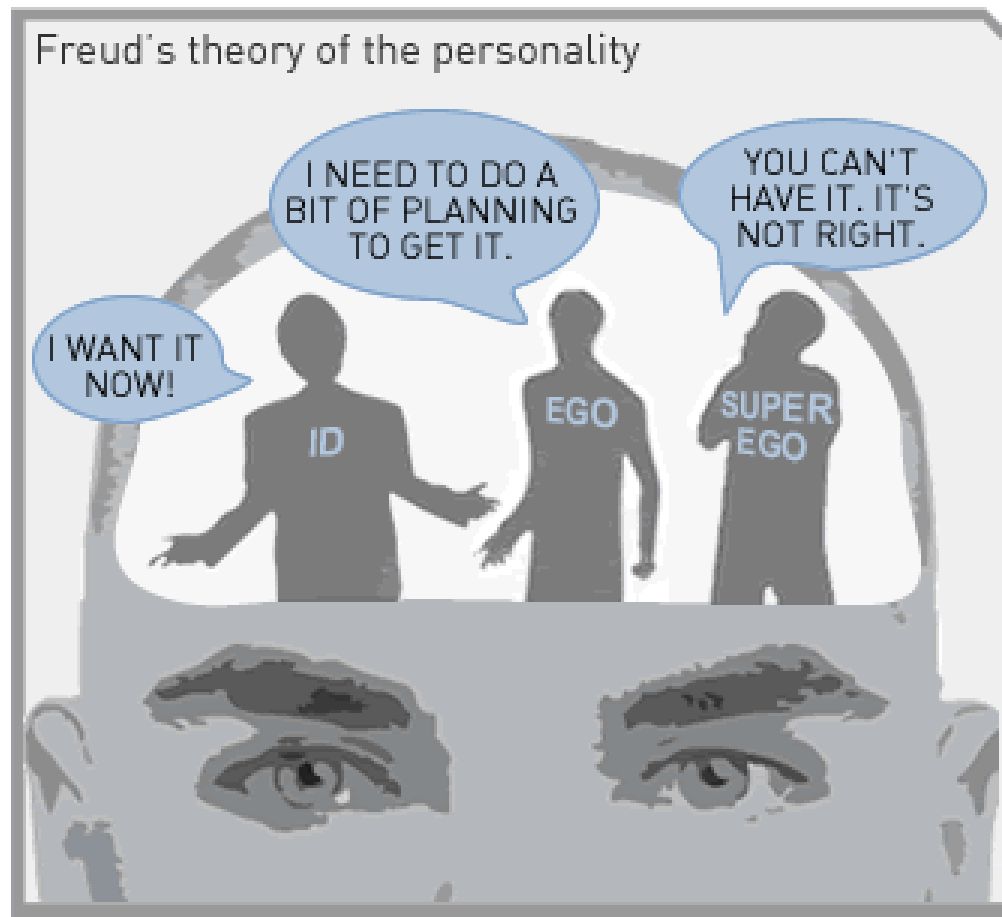 Freud's theory of the personality
I WANT IT
NOW!
I NEED TO DO A
BIT OF PLANNING
TO GET IT.
YOU CAN'T
HAVE IT. IT'S
NOT RIGHT.
ID
EGO
SUPER
EGO